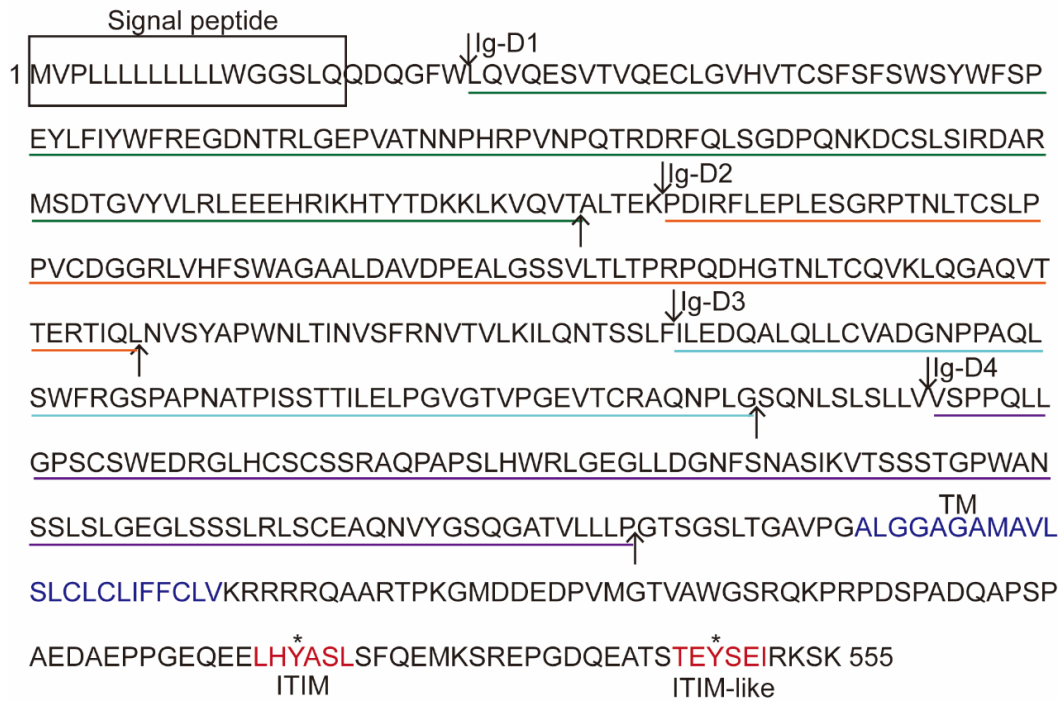 Signal peptide
Ig-D1
1 MVPLLLLLLLLLWGGSLQQDQGFWLQVQESVTVQECLGVHVTCSFSFSWSYWFSP
EYLFIYWFREGDNTRLGEPVATNNPHRPVNPQTRDRFQLSGDPQNKDCSLSIRDAR
Ig-D2
MSDTGVYVLRLEEEHRIKHTYTDKKLKVQVTALTEKPDIRFLEPLESGRPTNLTCSLP
PVCDGGRLVHFSWAGAALDAVDPEALGSSVLTLTPRPQDHGTNLTCQVKLQGAQVT
Ig-D3
TERTIQLNVSYAPWNLTINVSFRNVTVLKILQNTSSLFILEDQALQLLCVADGNPPAQL
Ig-D4
SWFRGSPAPNATPISSTTILELPGVGTVPGEVTCRAQNPLGSQNLSLSLLVVSPPQLL
GPSCSWEDRGLHCSCSSRAQPAPSLHWRLGEGLLDGNFSNASIKVTSSSTGPWAN
TM
SSLSLGEGLSSSLRLSCEAQNVYGSQGATVLLLPGTSGSLTGAVPGALGGAGAMAVL
SLCLCLIFFCLVKRRRRQAARTPKGMDDEDPVMGTVAWGSRQKPRPDSPADQAPSP
* *
AEDAEPPGEQEELHYASLSFQEMKSREPGDQEATSTEYSEIRKSK 555
ITIM ITIM-like